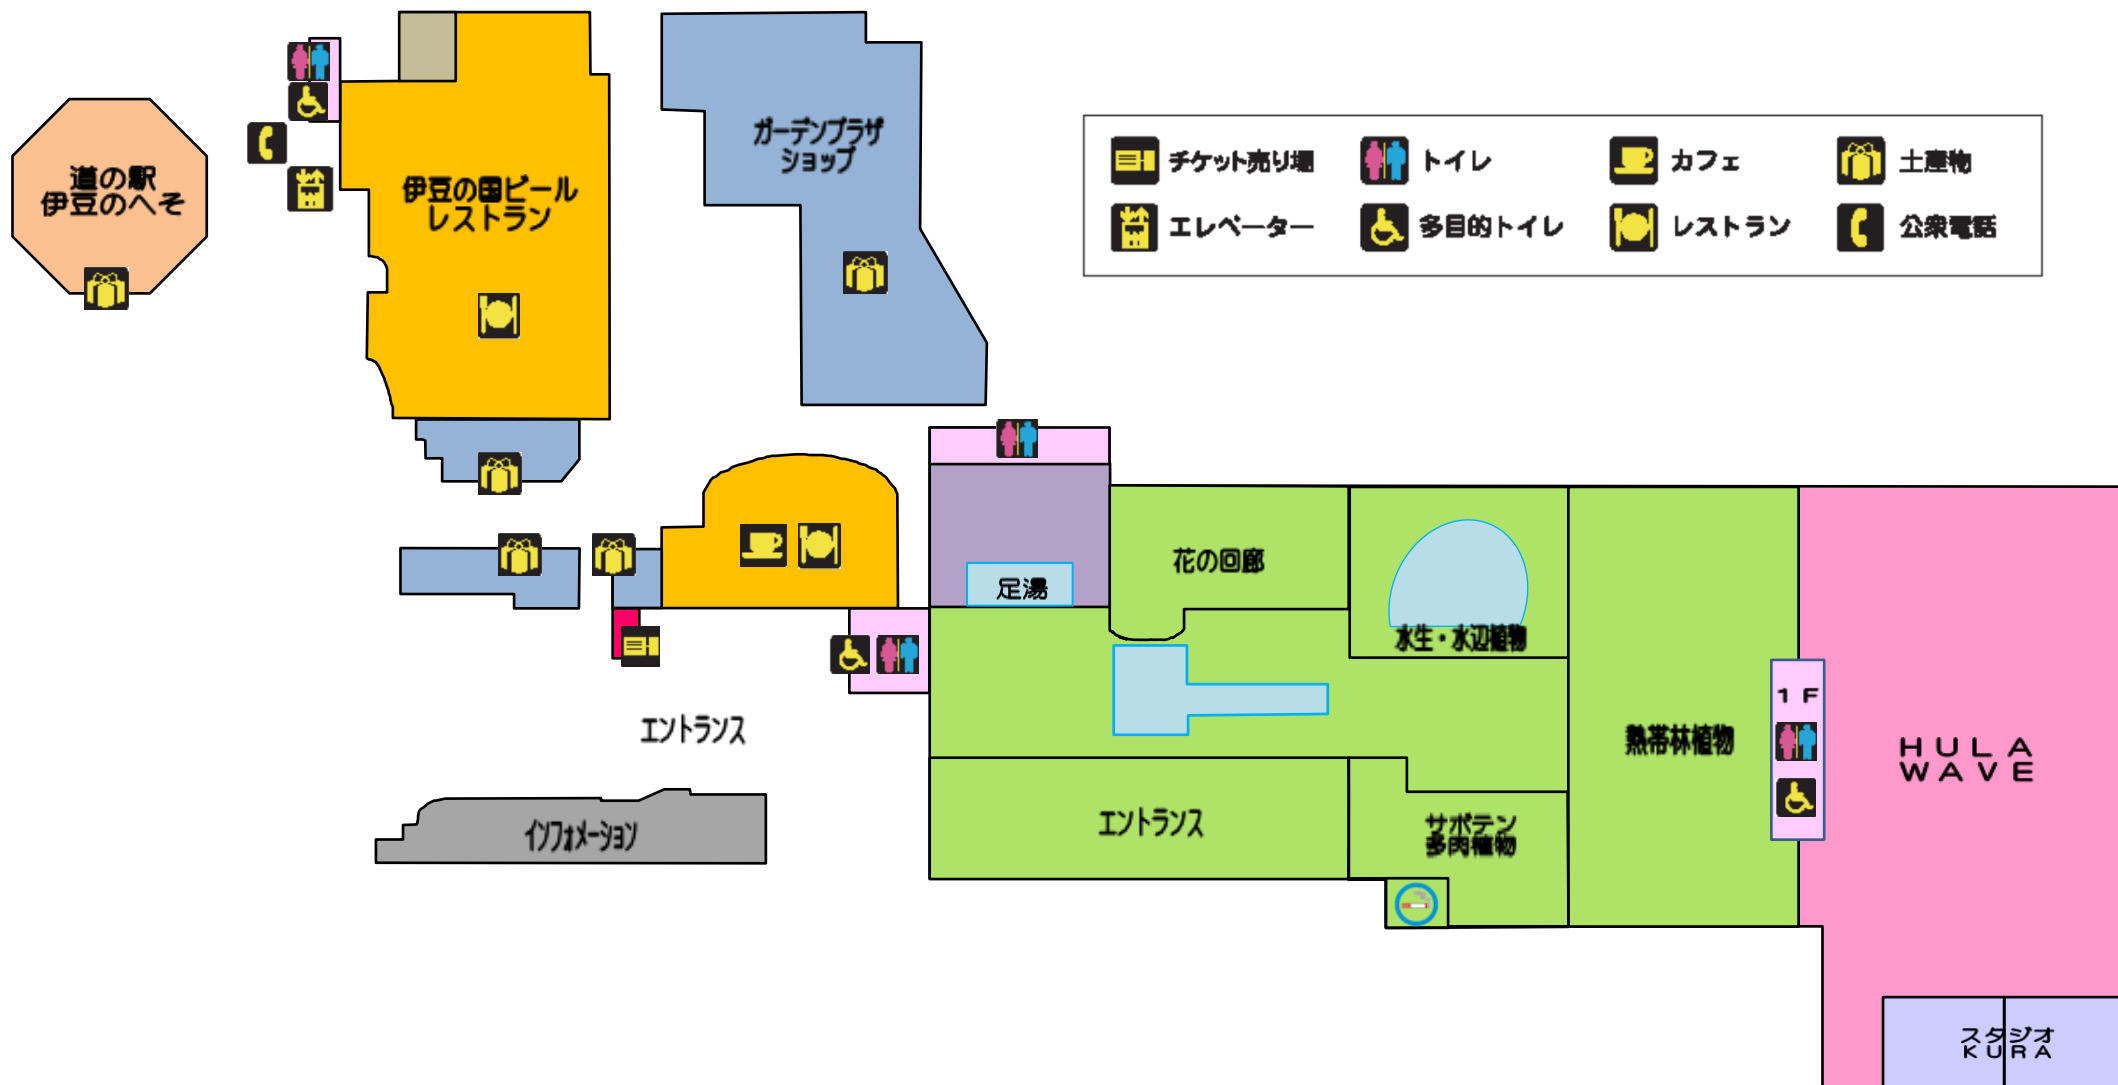 道の駅
伊豆のへそ
伊豆の国ビール
レストラン
ガーデンプラザ
ショップ
チケット売り場
トイレ
カフェ
土産物
エレベーター
多目的トイレ
レストラン
公衆電話
足湯
花の回廊
水生・水辺植物
熱帯林植物
1F
HULA
WAVE
エントランス
インフォメーション
エントランス
サボテン
多肉植物
スタジオ
KURA